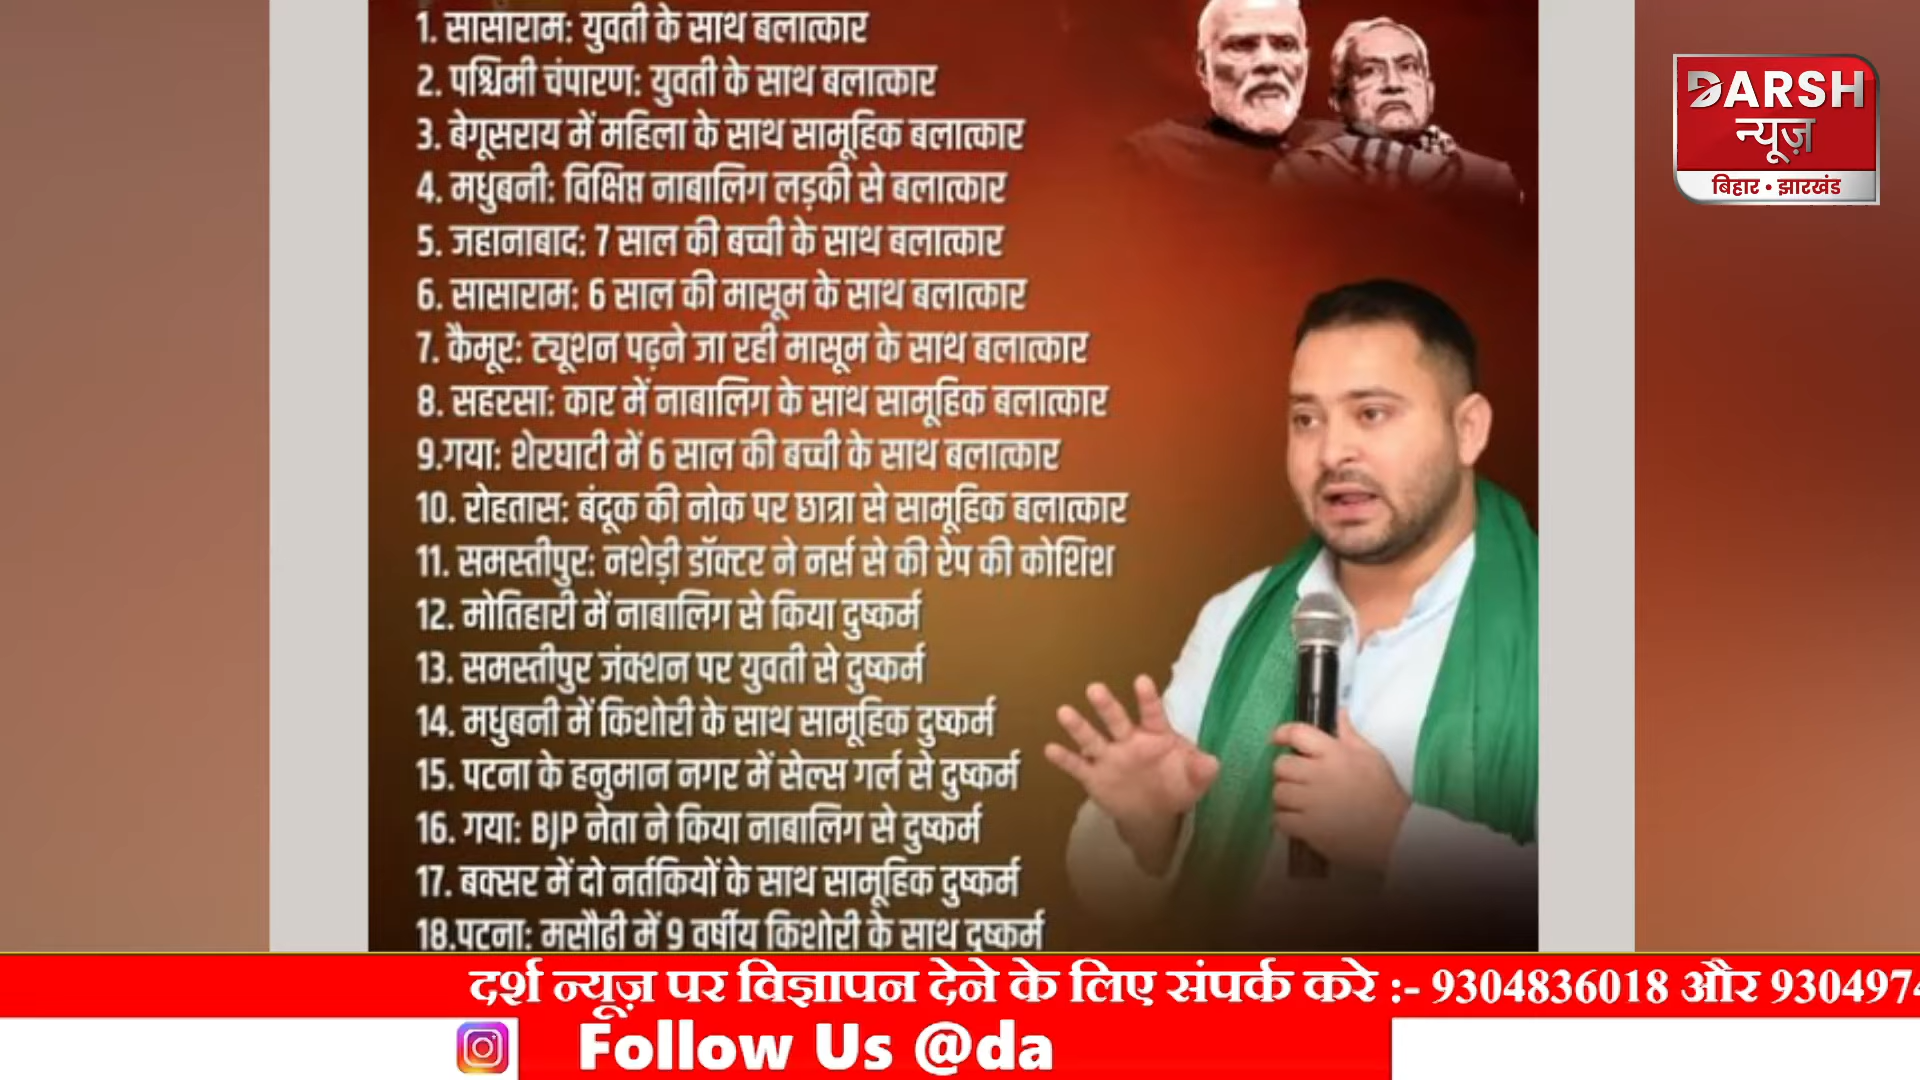 1. सासाराम: युवती के साथ बलात्कार
2. पश्चिमी चंपारण: युवती के साथ बलात्कार
3. बेगूसराय में महिला के साथ सामूहिक बलात्कार
4. मधुबनी: विक्षिप्त नाबालिग लड़की से बलात्कार
5. जहानाबाद: 7 साल की बच्ची के साथ बलात्कार
6. सासाराम: 6 साल की मासूम के साथ बलात्कार
7. कैमूर: ट्यूशन पढ़ने जा रही मासूम के साथ बलात्कार
8. सहरसा: कार में नाबालिग के साथ सामूहिक बलात्कार
9.गया: शेरघाटी में 6 साल की बच्ची के साथ बलात्कार
10. रोहतास: बंदूक की नोक पर छात्रा से सामूहिक बलात्कार
11. समस्तीपुर: नशेड़ी डॉक्टर ने नर्स से की रेप की कोशिश
12. मोतिहारी में नाबालिग से किया दुष्कर्म
13. समस्तीपुर जंक्शन पर युवती से दुष्कर्म
14. मधुबनी में किशोरी के साथ सामूहिक दुष्कर्म
15. पटना के हनुमान नगर में सेल्स गर्ल से दुष्कर्म
16. गया: BJP नेता ने किया नाबालिग से दुष्कर्म
17. बक्सर में दो नर्तकियों के साथ सामूहिक दुष्कर्म
18.पटना: मसौढी में 9 वर्षीय किशोरी के साथ दुष्कर्म
DARSH
न्यूज़
बिहार • झारखंड
दर्श न्यूज़ पर विज्ञापन देने के लिए संपर्क करे :- 9304836018 और 930497
Follow Us @da